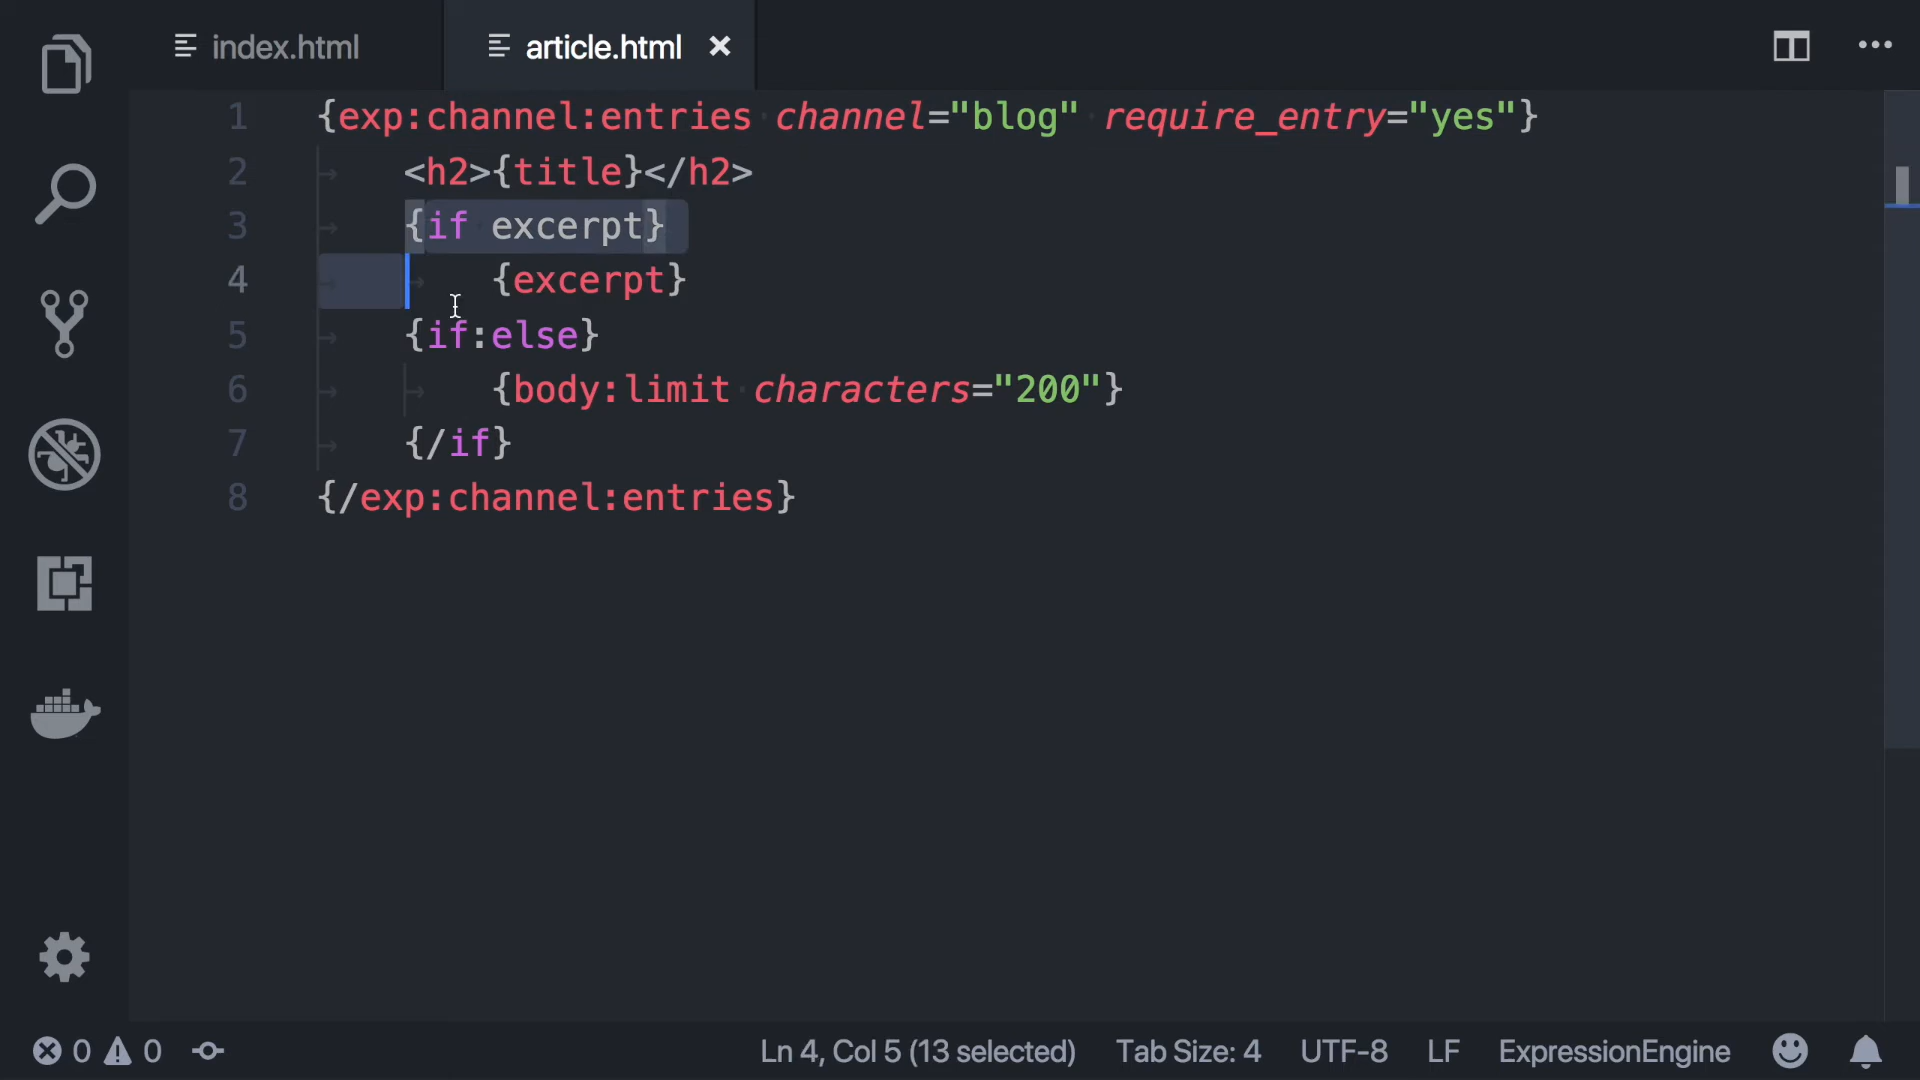 index.html
article.html
1 {exp:channel:entries channel="blog" require_entry="yes"}
2 <h2>{title}</h2>
3 {if excerpt}
4 {excerpt}
5 {if:else}
6 {body:limit characters="200"}
7 {/if}
8 {/exp:channel:entries}
0 0 Ln 4, Col 5 (13 selected) Tab Size: 4 UTF-8 LF ExpressionEngine